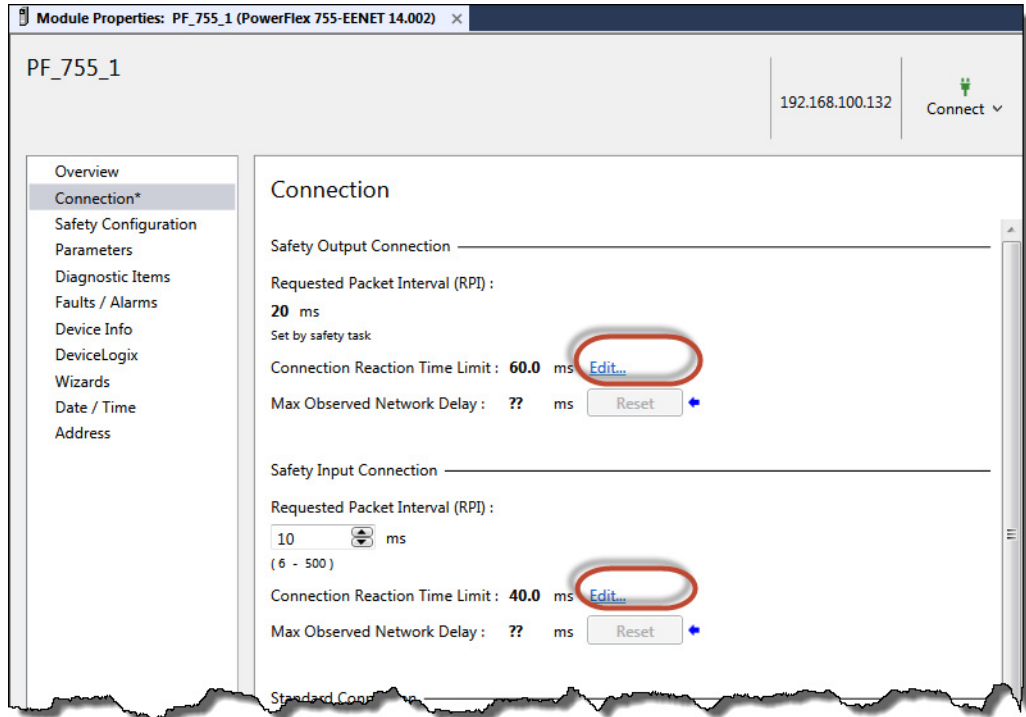 Module Properties: PF_755_1 (PowerFlex 755-EENET 14.002) ×
PF_755_1
192.168.100.132
Connect
Overview
Connection*
Safety Configuration
Parameters
Diagnostic Items
Faults / Alarms
Device Info
DeviceLogix
Wizards
Date / Time
Address
Connection
Safety Output Connection
Requested Packet Interval (RPI) :
20 ms
Set by safety task
Connection Reaction Time Limit : 60.0 ms Edit...
Max Observed Network Delay : ?? ms Reset
Safety Input Connection
Requested Packet Interval (RPI) :
10 ms
( 6 - 500 )
Connection Reaction Time Limit : 40.0 ms Edit...
Max Observed Network Delay : ?? ms Reset
Standard Connection